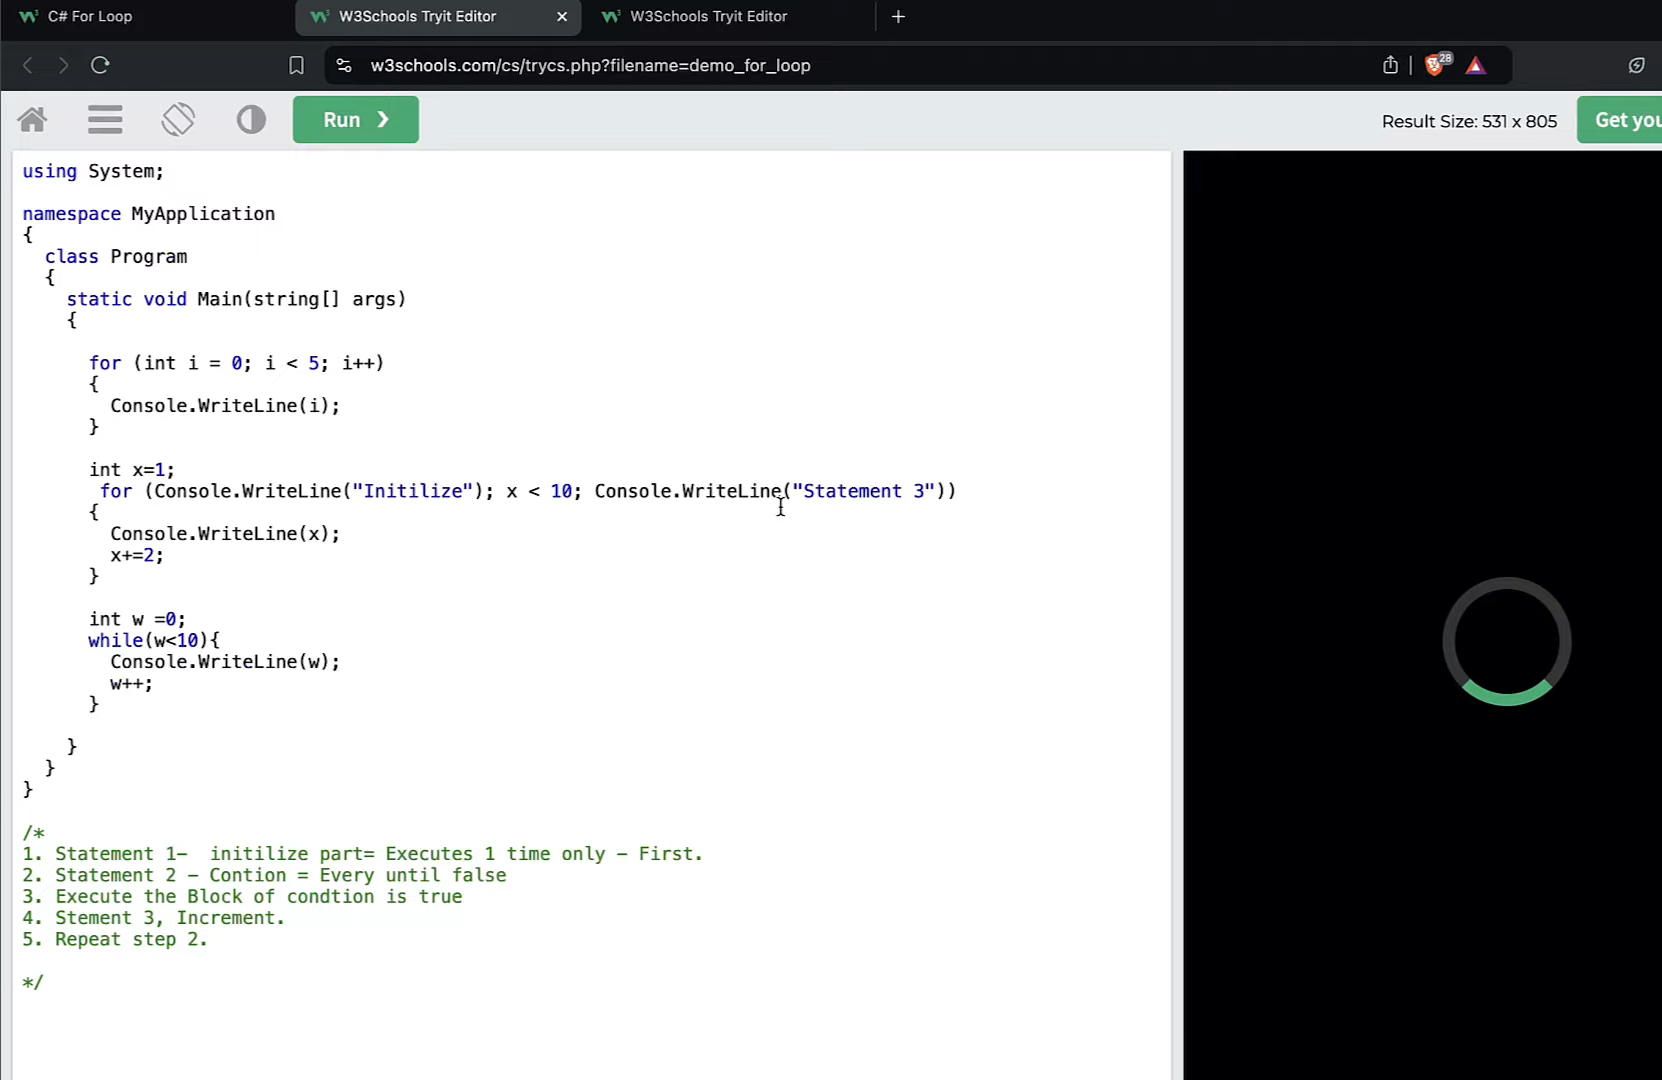 C# For Loop
W3Schools Tryit Editor
W3Schools Tryit Editor
w3schools.com/cs/trycs.php?filename=demo_for_loop
28
Run ❯
Result Size: 531 x 805
Get you
using System;
namespace MyApplication
{
class Program
{
static void Main(string[] args)
{
for (int i = 0; i < 5; i++)
{
Console.WriteLine(i);
}
int x=1;
for (Console.WriteLine("Initilize"); x < 10; Console.WriteLine("Statement 3"))
{
Console.WriteLine(x);
x+=2;
}
int w =0;
while(w<10){
Console.WriteLine(w);
w++;
}
}
}
}
/*
1. Statement 1-  initilize part= Executes 1 time only - First.
2. Statement 2 - Contion = Every until false
3. Execute the Block of condtion is true
4. Stement 3, Increment.
5. Repeat step 2.
*/